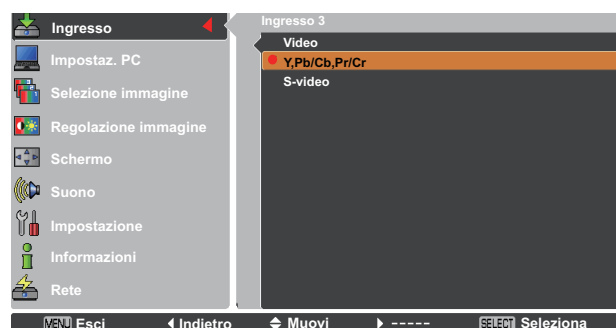 Ingresso
Impostaz. PC
Selezione immagine
Regolazione immagine
Schermo
Suono
Impostazione
Informazioni
Rete
Ingresso 3
Video
Y,Pb/Cb,Pr/Cr
S-video
MENU Esci Indietro Muovi ----- SELECT Seleziona